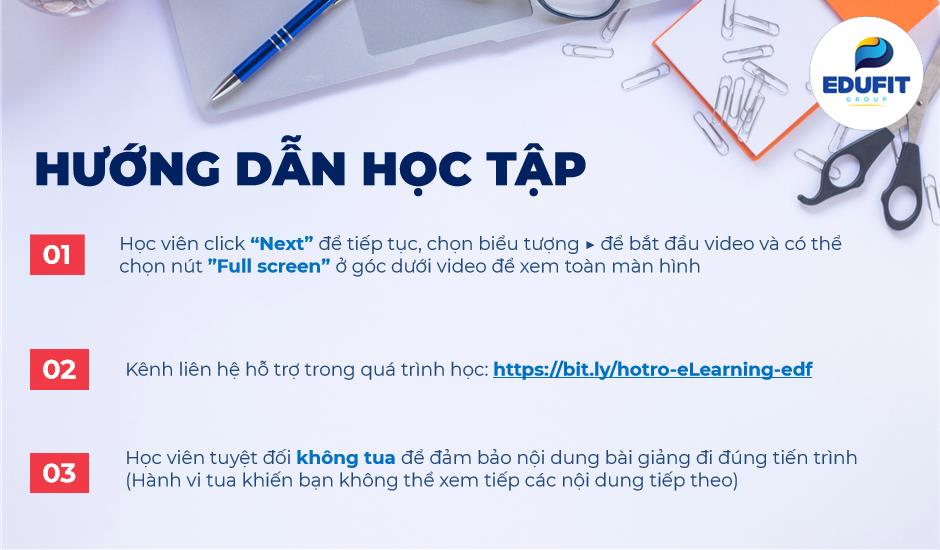 EDUFIT
GROUP
HƯỚNG DẪN HỌC TẬP
01
Học viên click “Next” để tiếp tục, chọn biểu tượng ▶ để bắt đầu video và có thể
chọn nút ”Full screen” ở góc dưới video để xem toàn màn hình
02
Kênh liên hệ hỗ trợ trong quá trình học: https://bit.ly/hotro-eLearning-edf
03
Học viên tuyệt đối không tua để đảm bảo nội dung bài giảng đi đúng tiến trình
(Hành vi tua khiến bạn không thể xem tiếp các nội dung tiếp theo)